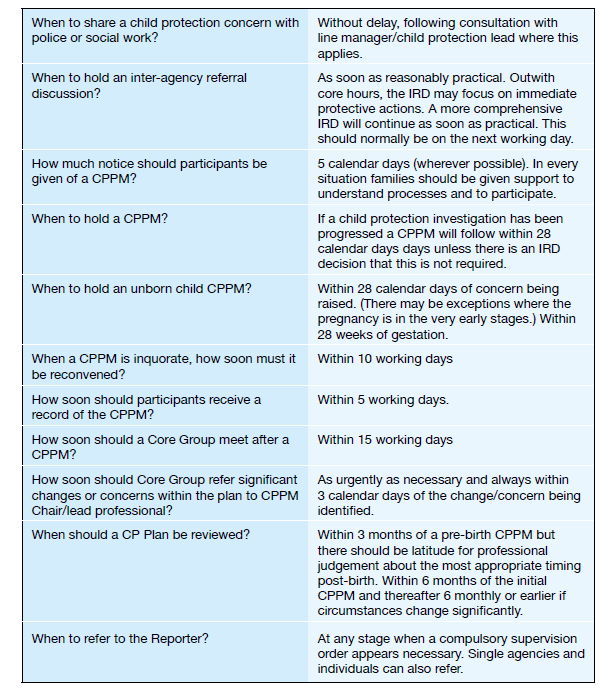 When to share a child protection concern with
police or social work?
Without delay, following consultation with
line manager/child protection lead where this
applies.
When to hold an inter-agency referral
discussion?
As soon as reasonably practical. Outwith
core hours, the IRD may focus on immediate
protective actions. A more comprehensive
IRD will continue as soon as practical. This
should normally be on the next working day.
How much notice should participants be
given of a CPPM?
5 calendar days (wherever possible). In every
situation families should be given support to
understand processes and to participate.
When to hold a CPPM?
If a child protection investigation has been
progressed a CPPM will follow within 28
calendar days days unless there is an IRD
decision that this is not required.
When to hold an unborn child CPPM?
Within 28 calendar days of concern being
raised. (There may be exceptions where the
pregnancy is in the very early stages.) Within
28 weeks of gestation.
When a CPPM is inquorate, how soon must it
be reconvened?
Within 10 working days
How soon should participants receive a
record of the CPPM?
Within 5 working days.
How soon should a Core Group meet after a
CPPM?
Within 15 working days
How soon should Core Group refer significant
changes or concerns within the plan to CPPM
Chair/lead professional?
As urgently as necessary and always within
3 calendar days of the change/concern being
identified.
When should a CP Plan be reviewed?
Within 3 months of a pre-birth CPPM but
there should be latitude for professional
judgement about the most appropriate timing
post-birth. Within 6 months of the initial
CPPM and thereafter 6 monthly or earlier if
circumstances change significantly.
When to refer to the Reporter?
At any stage when a compulsory supervision
order appears necessary. Single agencies and
individuals can also refer.